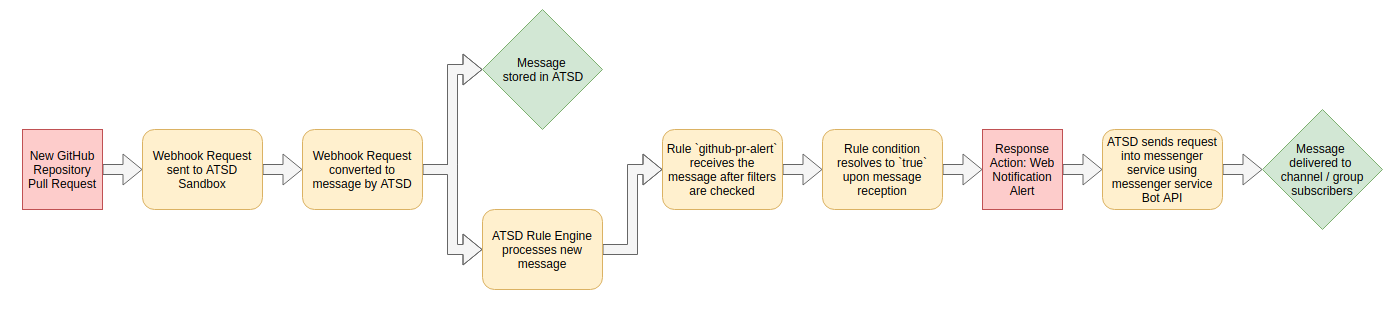 New GitHub
Repository
Pull Request
Webhook Request
sent to ATSD
Sandbox
Webhook Request
converted to
message by ATSD
Message
stored in ATSD
ATSD Rule Engine
processes new
message
Rule `github-pr-alert`
receives the
message after filters
are checked
Rule condition
resolves to `true`
upon message
reception
Response
Action: Web
Notification
Alert
ATSD sends request
into messenger
service using
messenger service
Bot API
Message
delivered to
channel / group
subscribers